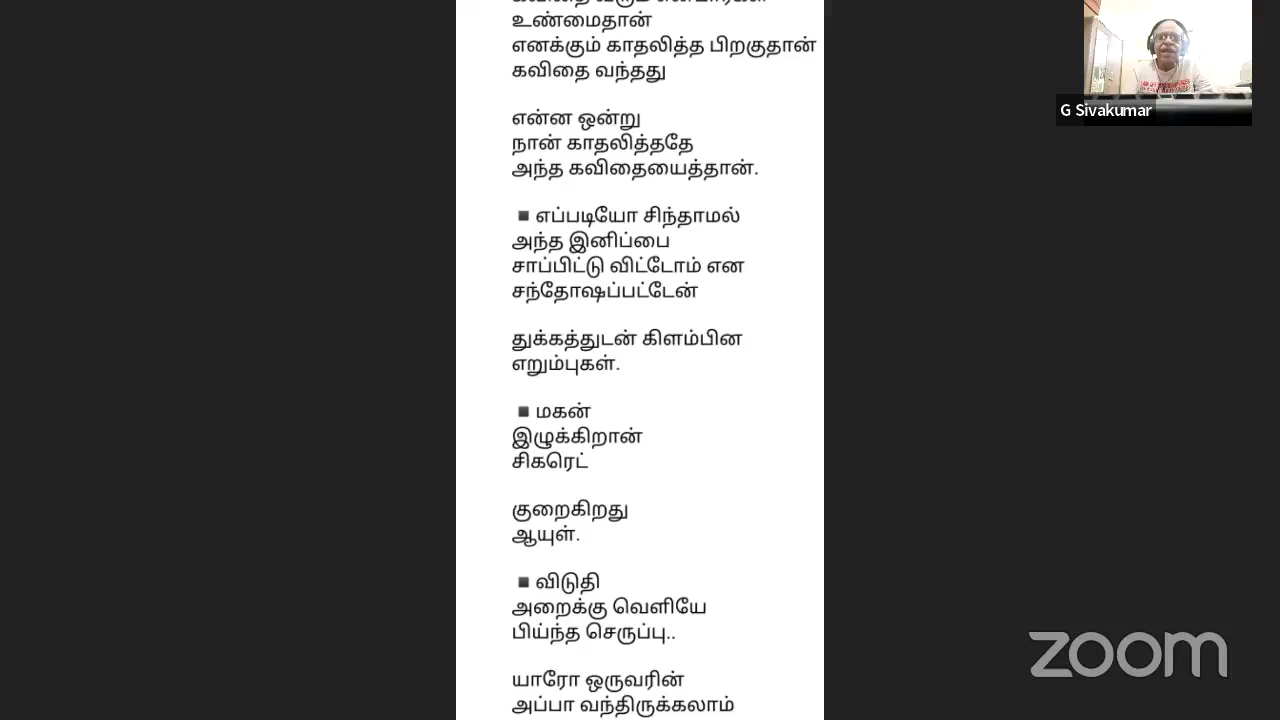 உண்மைதான்
எனக்கும் காதலித்த பிறகுதான்
கவிதை வந்தது
என்ன ஒன்று
நான் காதலித்ததே
அந்த கவிதையைத்தான்.
▪எப்படியோ சிந்தாமல்
அந்த இனிப்பை
சாப்பிட்டு விட்டோம் என
சந்தோஷப்பட்டேன்
துக்கத்துடன் கிளம்பின
எறும்புகள்.
▪மகன்
இழுக்கிறான்
சிகரெட்
குறைகிறது
ஆயுள்.
▪விடுதி
அறைக்கு வெளியே
பிய்ந்த செருப்பு..
யாரோ ஒருவரின்
அப்பா வந்திருக்கலாம்
G Sivakumar
zoom